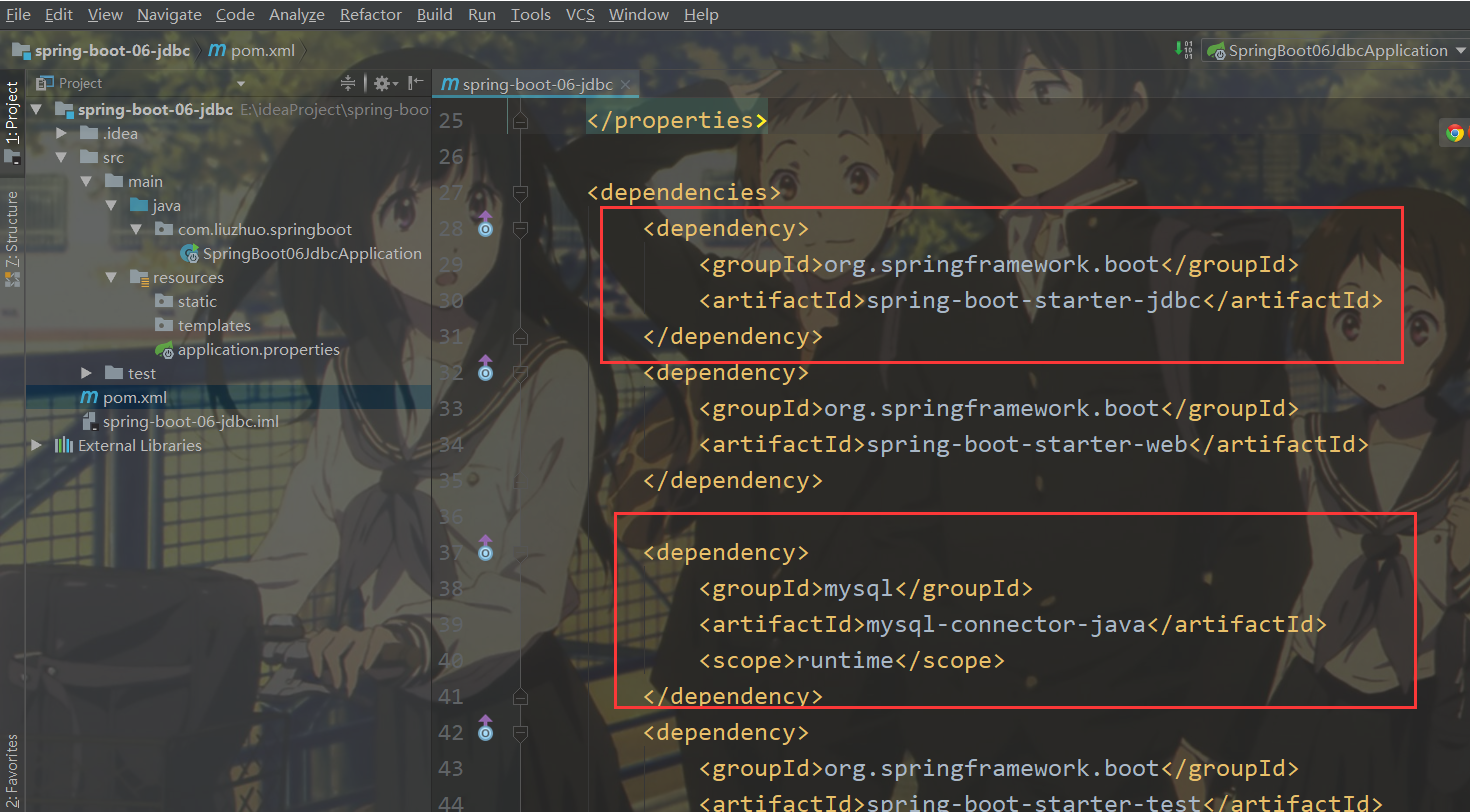 File Edit View Navigate Code Analyze Refactor Build Run Tools VCS Window Help
spring-boot-06-jdbc pom.xml SpringBoot06JdbcApplication
1: Project
Z: Structure
2: Favorites
Project
spring-boot-06-jdbc E:\ideaProject\spring-boot
.idea
src
main
java
com.liuzhuo.springboot
SpringBoot06JdbcApplication
resources
static
templates
application.properties
test
pom.xml
spring-boot-06-jdbc.iml
External Libraries
spring-boot-06-jdbc
25 </properties>
26
27 <dependencies>
28 <dependency>
29 <groupId>org.springframework.boot</groupId>
30 <artifactId>spring-boot-starter-jdbc</artifactId>
31 </dependency>
32 <dependency>
33 <groupId>org.springframework.boot</groupId>
34 <artifactId>spring-boot-starter-web</artifactId>
35 </dependency>
36
37 <dependency>
38 <groupId>mysql</groupId>
39 <artifactId>mysql-connector-java</artifactId>
40 <scope>runtime</scope>
41 </dependency>
42 <dependency>
43 <groupId>org.springframework.boot</groupId>
44 <artifactId>spring-boot-starter-test</artifactId>